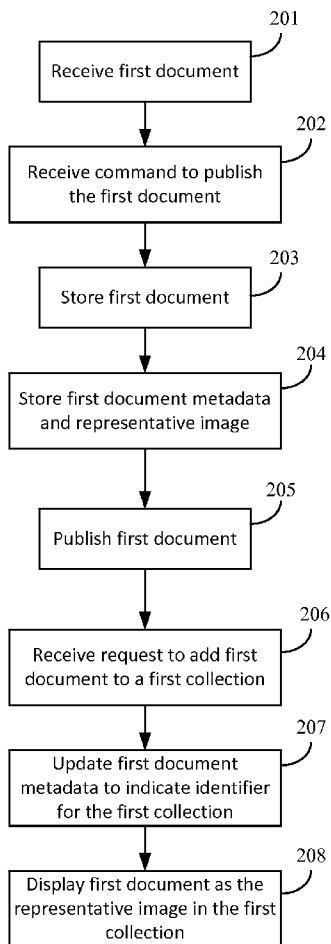 201
Receive first document
202
Receive command to publish
the first document
203
Store first document
204
Store first document metadata
and representative image
205
Publish first document
206
Receive request to add first
document to a first collection
207
Update first document
metadata to indicate identifier
for the first collection
208
Display first document as the
representative image in the first
collection